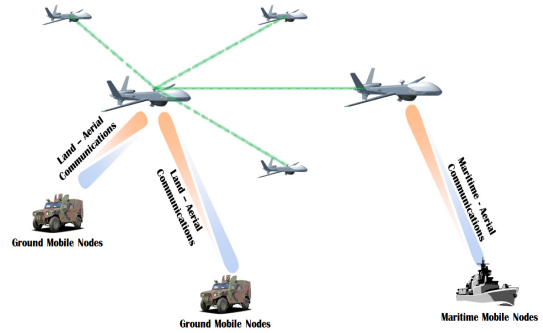 Land – Aerial
Communications
Land – Aerial
Communications
Maritime - Aerial
Communications
Ground Mobile Nodes
Ground Mobile Nodes
Maritime Mobile Nodes